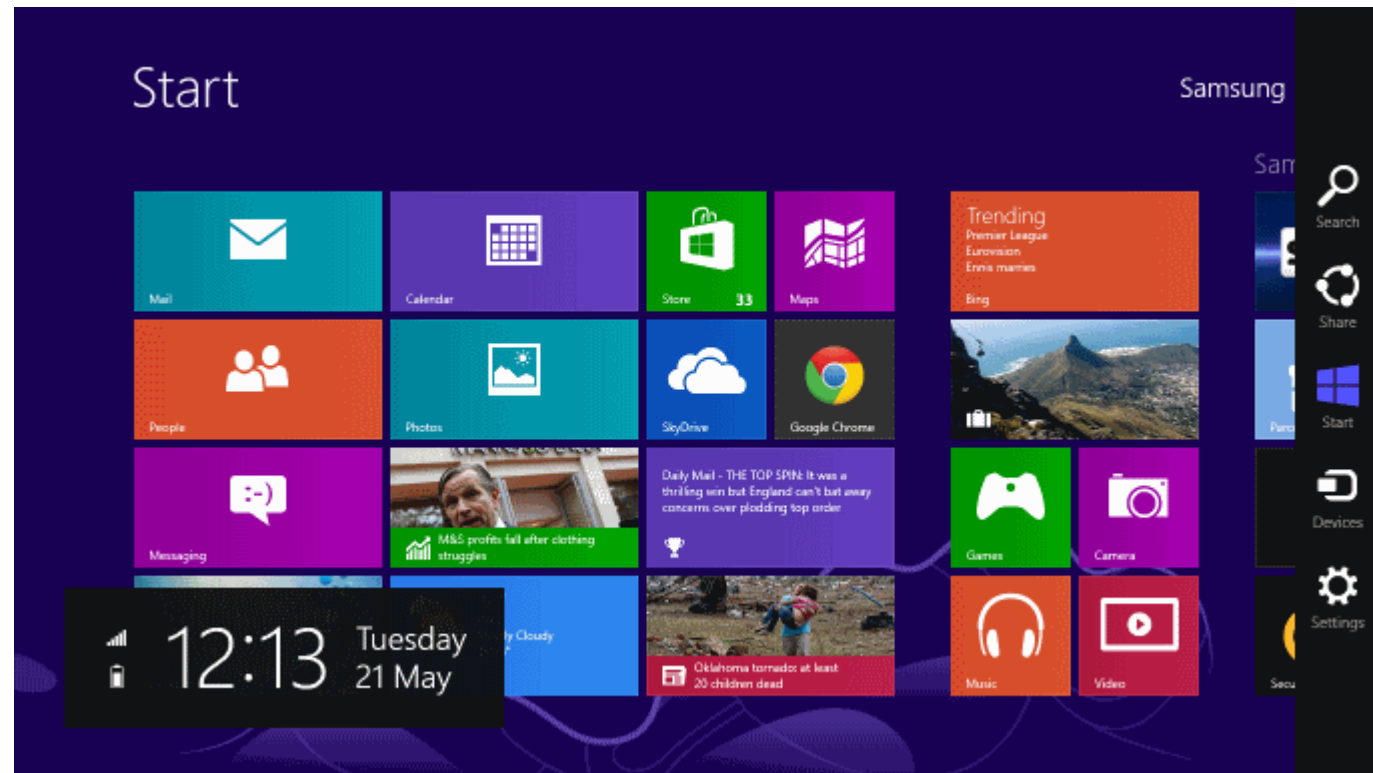 Start
Samsung
Sam
Mail
Calendar
Store 33
Maps
Trending
Premier League
Eurovision
Ennis marries
Bing
People
Photos
SkyDrive
Google Chrome
Messaging
M&S profits fall after clothing
struggles
Daily Mail - THE TOP SPIN: It was a
thrilling win but England can't bat away
concerns over plodding top order
Games
Camera
y Cloudy
Oklahoma tornado: at least
20 children dead
Music
Video
Parc
Secu
12:13
Tuesday
21 May
Search
Share
Start
Devices
Settings